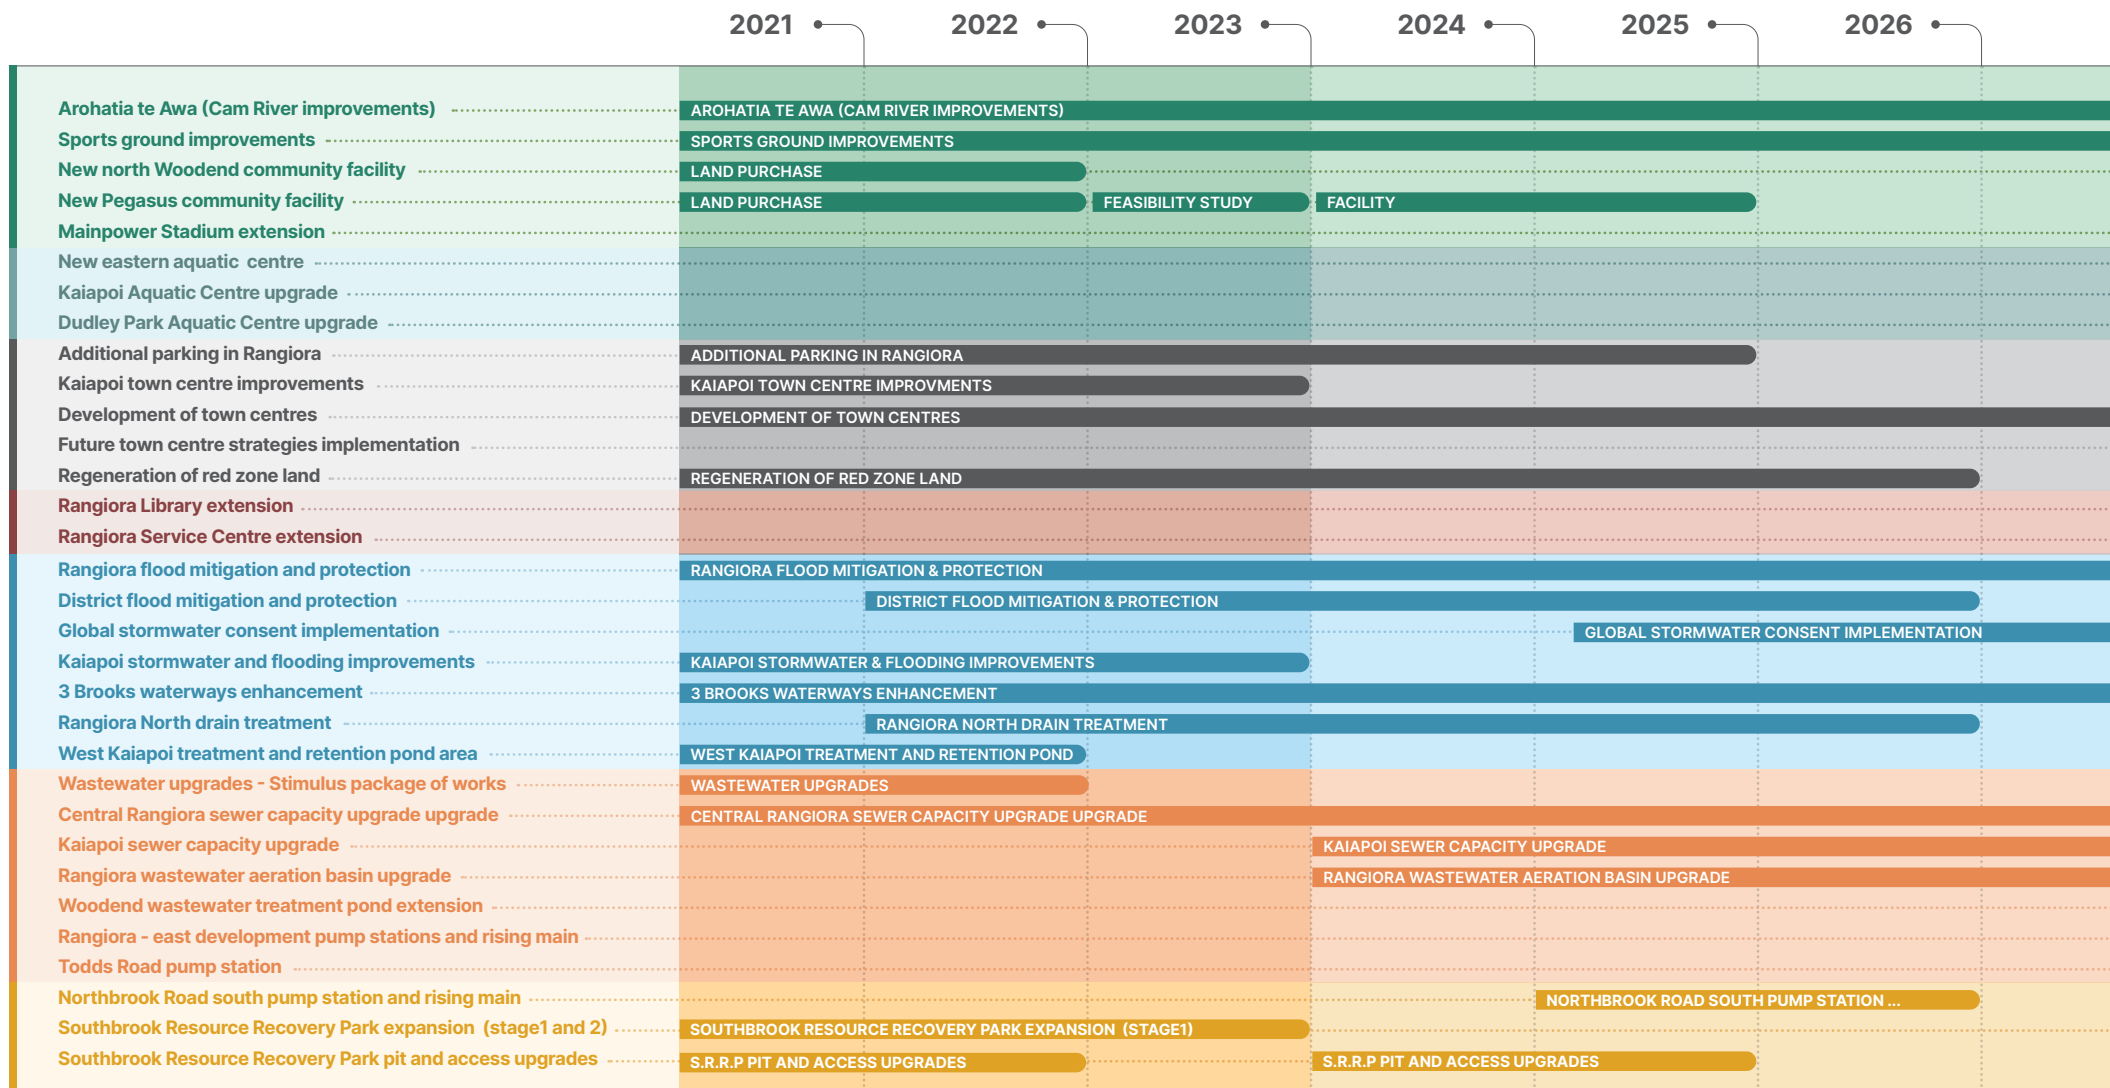 2021 2022 2023 2024 2025 2026
Arohatia te Awa (Cam River improvements) AROHATIA TE AWA (CAM RIVER IMPROVEMENTS)
Sports ground improvements SPORTS GROUND IMPROVEMENTS
New north Woodend community facility LAND PURCHASE
New Pegasus community facility LAND PURCHASE FEASIBILITY STUDY FACILITY
Mainpower Stadium extension
New eastern aquatic centre
Kaiapoi Aquatic Centre upgrade
Dudley Park Aquatic Centre upgrade
Additional parking in Rangiora ADDITIONAL PARKING IN RANGIORA
Kaiapoi town centre improvements KAIAPOI TOWN CENTRE IMPROVMENTS
Development of town centres DEVELOPMENT OF TOWN CENTRES
Future town centre strategies implementation
Regeneration of red zone land REGENERATION OF RED ZONE LAND
Rangiora Library extension
Rangiora Service Centre extension
Rangiora flood mitigation and protection RANGIORA FLOOD MITIGATION & PROTECTION
District flood mitigation and protection DISTRICT FLOOD MITIGATION & PROTECTION
Global stormwater consent implementation GLOBAL STORMWATER CONSENT IMPLEMENTATION
Kaiapoi stormwater and flooding improvements KAIAPOI STORMWATER & FLOODING IMPROVEMENTS
3 Brooks waterways enhancement 3 BROOKS WATERWAYS ENHANCEMENT
Rangiora North drain treatment RANGIORA NORTH DRAIN TREATMENT
West Kaiapoi treatment and retention pond area WEST KAIAPOI TREATMENT AND RETENTION POND
Wastewater upgrades - Stimulus package of works WASTEWATER UPGRADES
Central Rangiora sewer capacity upgrade upgrade CENTRAL RANGIORA SEWER CAPACITY UPGRADE UPGRADE
Kaiapoi sewer capacity upgrade KAIAPOI SEWER CAPACITY UPGRADE
Rangiora wastewater aeration basin upgrade RANGIORA WASTEWATER AERATION BASIN UPGRADE
Woodend wastewater treatment pond extension
Rangiora - east development pump stations and rising main
Todds Road pump station
Northbrook Road south pump station and rising main NORTHBROOK ROAD SOUTH PUMP STATION ...
Southbrook Resource Recovery Park expansion (stage1 and 2) SOUTHBROOK RESOURCE RECOVERY PARK EXPANSION (STAGE1)
Southbrook Resource Recovery Park pit and access upgrades S.R.R.P PIT AND ACCESS UPGRADES S.R.R.P PIT AND ACCESS UPGRADES